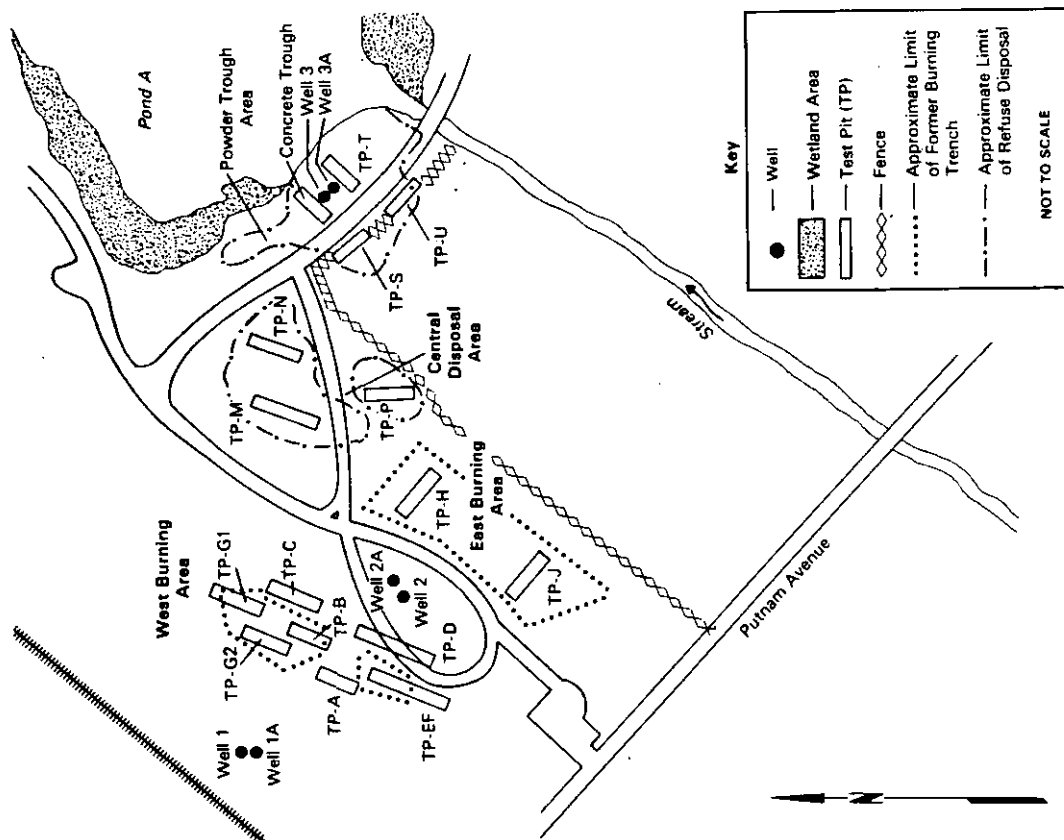 Pond A
Powder Trough
Area
Concrete Trough
Well 3
Well 3A
TP-T
TP-U
TP-S
TP-N
Central
Disposal
Area
TP-M
TP-P
West Burning
Area
TP-G1
TP-C
TP-B
TP-G2
TP-A
TP-EF
TP-D
Well 2A
Well 2
East Burning
Area
TP-H
TP-J
Well 1
Well 1A
Stream
Putnam Avenue
N
Key
Well
Wetland Area
Test Pit (TP)
Fence
Approximate Limit
of Former Burning
Trench
Approximate Limit
of Refuse Disposal
NOT TO SCALE